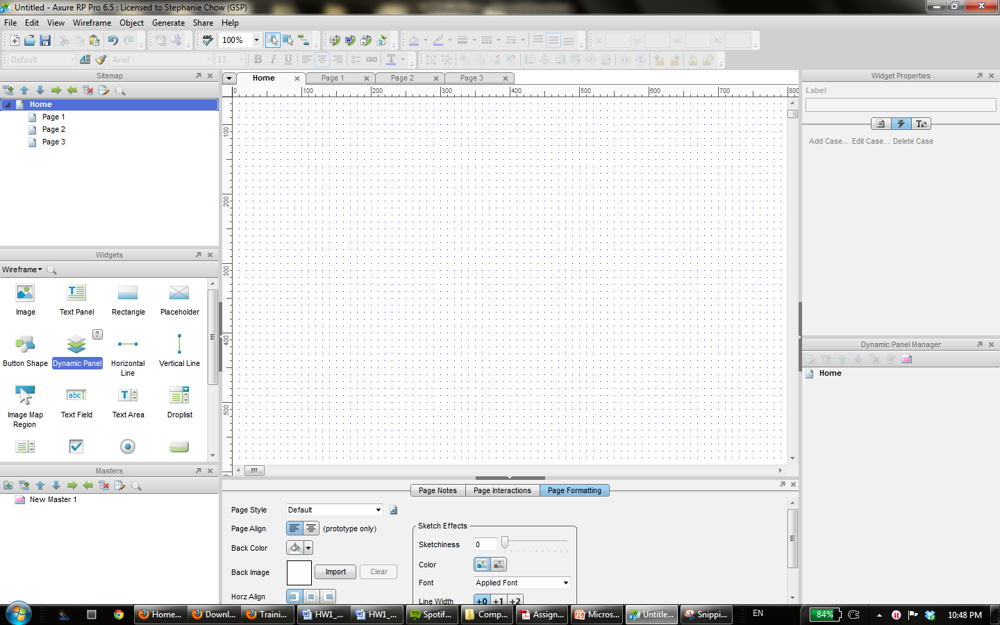 Untitled - Axure RP Pro 6.5 : Licensed to Stephanie Chow (GSP)
File Edit View Wireframe Object Generate Share Help
ABC 100% x: y: w: h:
Default Arial 13 B I U T
Sitemap
Home
Page 1
Page 2
Page 3
Widgets
Wireframe
Image Text Panel Rectangle Placeholder
?
Button Shape Dynamic Panel Horizontal Line Vertical Line
Image Map Region Text Field Text Area Droplist
Masters
New Master 1
Home Page 1 Page 2 Page 3
0 100 200 300 400 500 600 700 800
100
200
300
400
500
Page Notes Page Interactions Page Formatting
Page Style Default
Page Align (prototype only)
Back Color
Back Image Import Clear
Horz Align
Sketch Effects
Sketchiness 0
Color
Font Applied Font
Line Width +0 +1 +2
Widget Properties
Label
Add Case... Edit Case... Delete Case
Dynamic Panel Manager
Home
Home... Downl... Traini... HW1_... HW1_... Spotif... Comp... Assign... Micros... Untitle... Snippi... EN 84% 10:48 PM